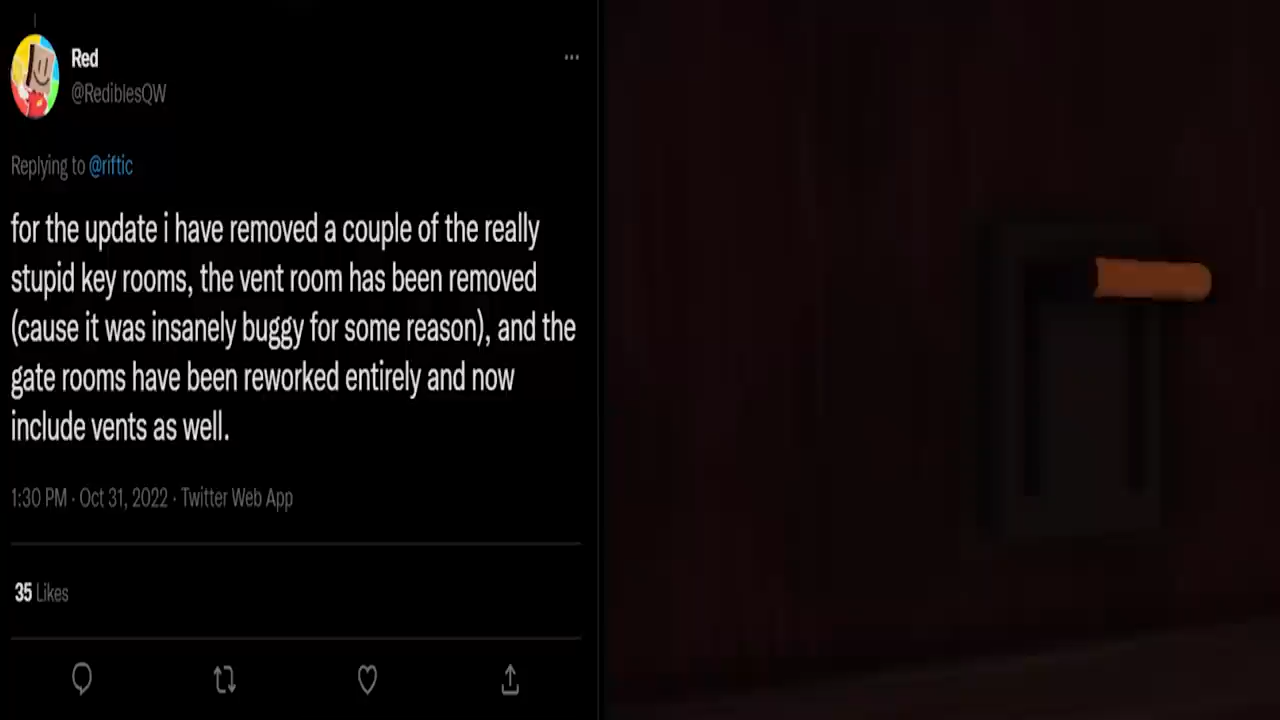 Red
@RediblesQW
Replying to @riftic
for the update i have removed a couple of the really
stupid key rooms, the vent room has been removed
(cause it was insanely buggy for some reason), and the
gate rooms have been reworked entirely and now
include vents as well.
1:30 PM · Oct 31, 2022 · Twitter Web App
35 Likes